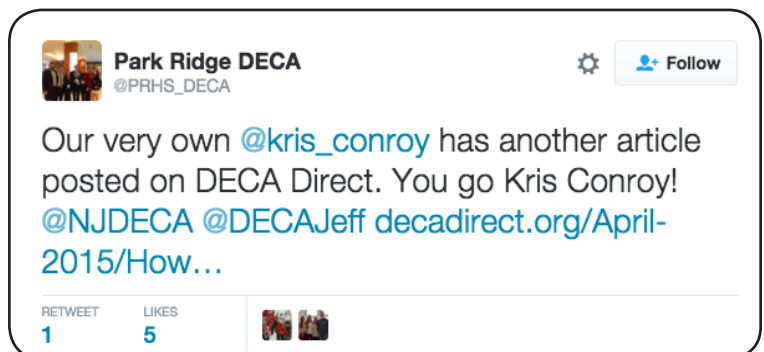 Park Ridge DECA
@PRHS_DECA
Follow
Our very own @kris_conroy has another article
posted on DECA Direct. You go Kris Conroy!
@NJDECA @DECAJeff decadirect.org/April-
2015/How...
RETWEET LIKES
1 5